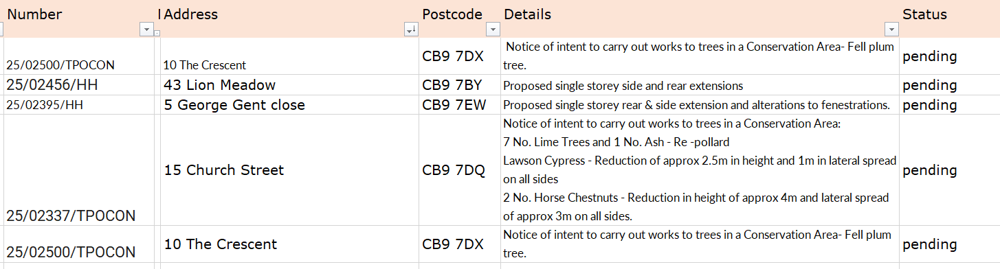 Number Address Postcode Details Status
25/02500/TPOCON 10 The Crescent CB9 7DX Notice of intent to carry out works to trees in a Conservation Area- Fell plum
tree. pending
25/02456/HH 43 Lion Meadow CB9 7BY Proposed single storey side and rear extensions pending
25/02395/HH 5 George Gent close CB9 7EW Proposed single storey rear & side extension and alterations to fenestrations. pending
25/02337/TPOCON 15 Church Street CB9 7DQ Notice of intent to carry out works to trees in a Conservation Area:
7 No. Lime Trees and 1 No. Ash - Re -pollard
Lawson Cypress - Reduction of approx 2.5m in height and 1m in lateral spread
on all sides
2 No. Horse Chestnuts - Reduction in height of approx 4m and lateral spread
of approx 3m on all sides. pending
25/02500/TPOCON 10 The Crescent CB9 7DX Notice of intent to carry out works to trees in a Conservation Area- Fell plum
tree. pending